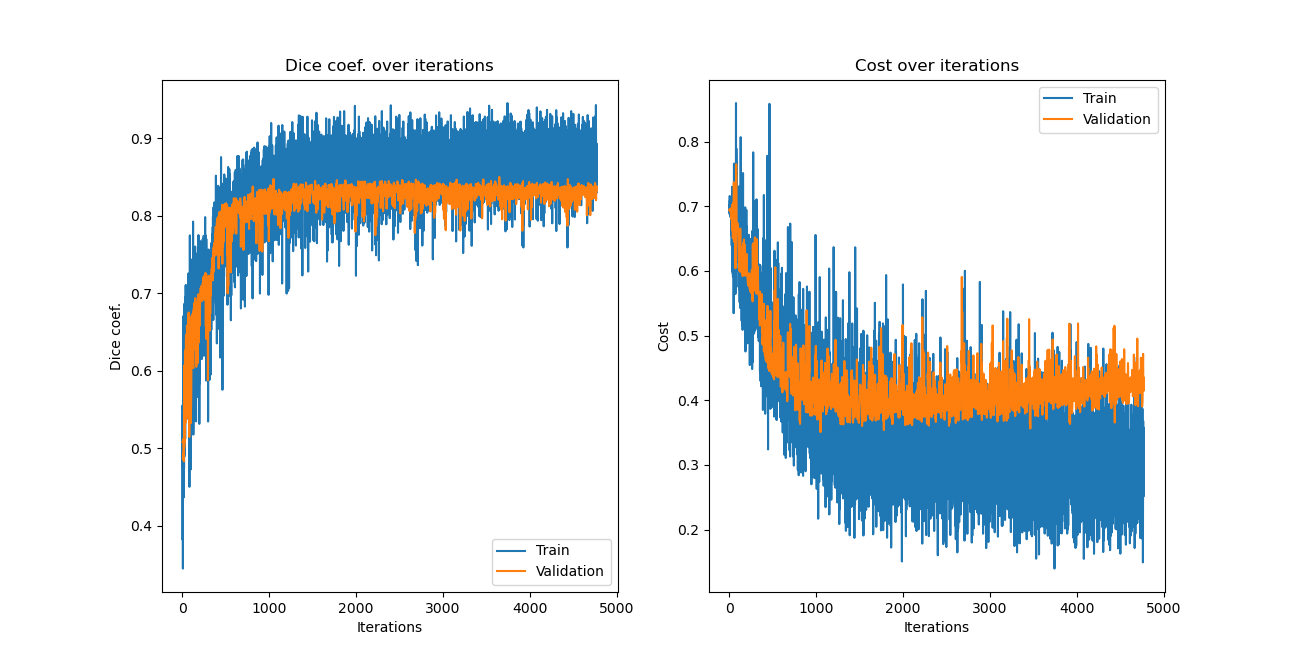 Dice coef. over iterations
Dice coef.
0.9
0.8
0.7
0.6
0.5
0.4
Train
Validation
0 1000 2000 3000 4000 5000
Iterations
Cost over iterations
Cost
0.8
0.7
0.6
0.5
0.4
0.3
0.2
Train
Validation
0 1000 2000 3000 4000 5000
Iterations